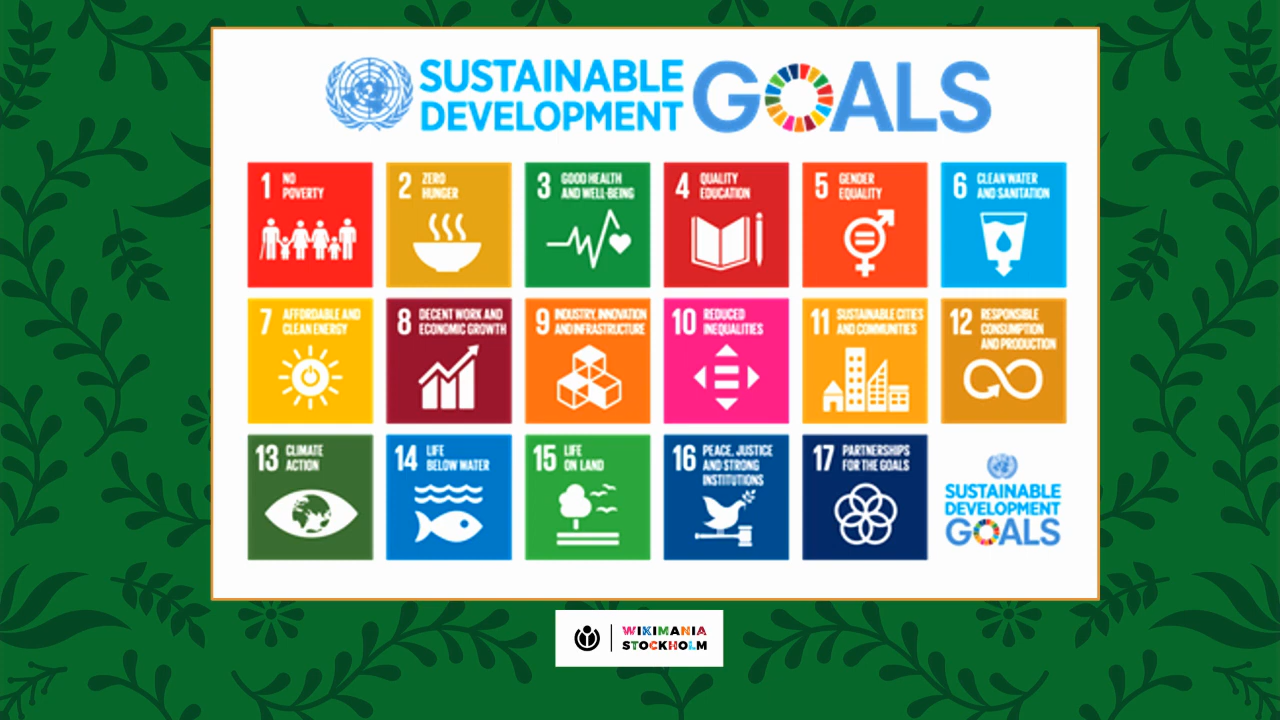 SUSTAINABLE
DEVELOPMENT
GOALS
1 NO
POVERTY
2 ZERO
HUNGER
3 GOOD HEALTH
AND WELL-BEING
4 QUALITY
EDUCATION
5 GENDER
EQUALITY
6 CLEAN WATER
AND SANITATION
7 AFFORDABLE AND
CLEAN ENERGY
8 DECENT WORK AND
ECONOMIC GROWTH
9 INDUSTRY, INNOVATION
AND INFRASTRUCTURE
10 REDUCED
INEQUALITIES
11 SUSTAINABLE CITIES
AND COMMUNITIES
12 RESPONSIBLE
CONSUMPTION
AND PRODUCTION
13 CLIMATE
ACTION
14 LIFE
BELOW WATER
15 LIFE
ON LAND
16 PEACE, JUSTICE
AND STRONG
INSTITUTIONS
17 PARTNERSHIPS
FOR THE GOALS
SUSTAINABLE
DEVELOPMENT
GOALS
WIKIMANIA
STOCKHOLM